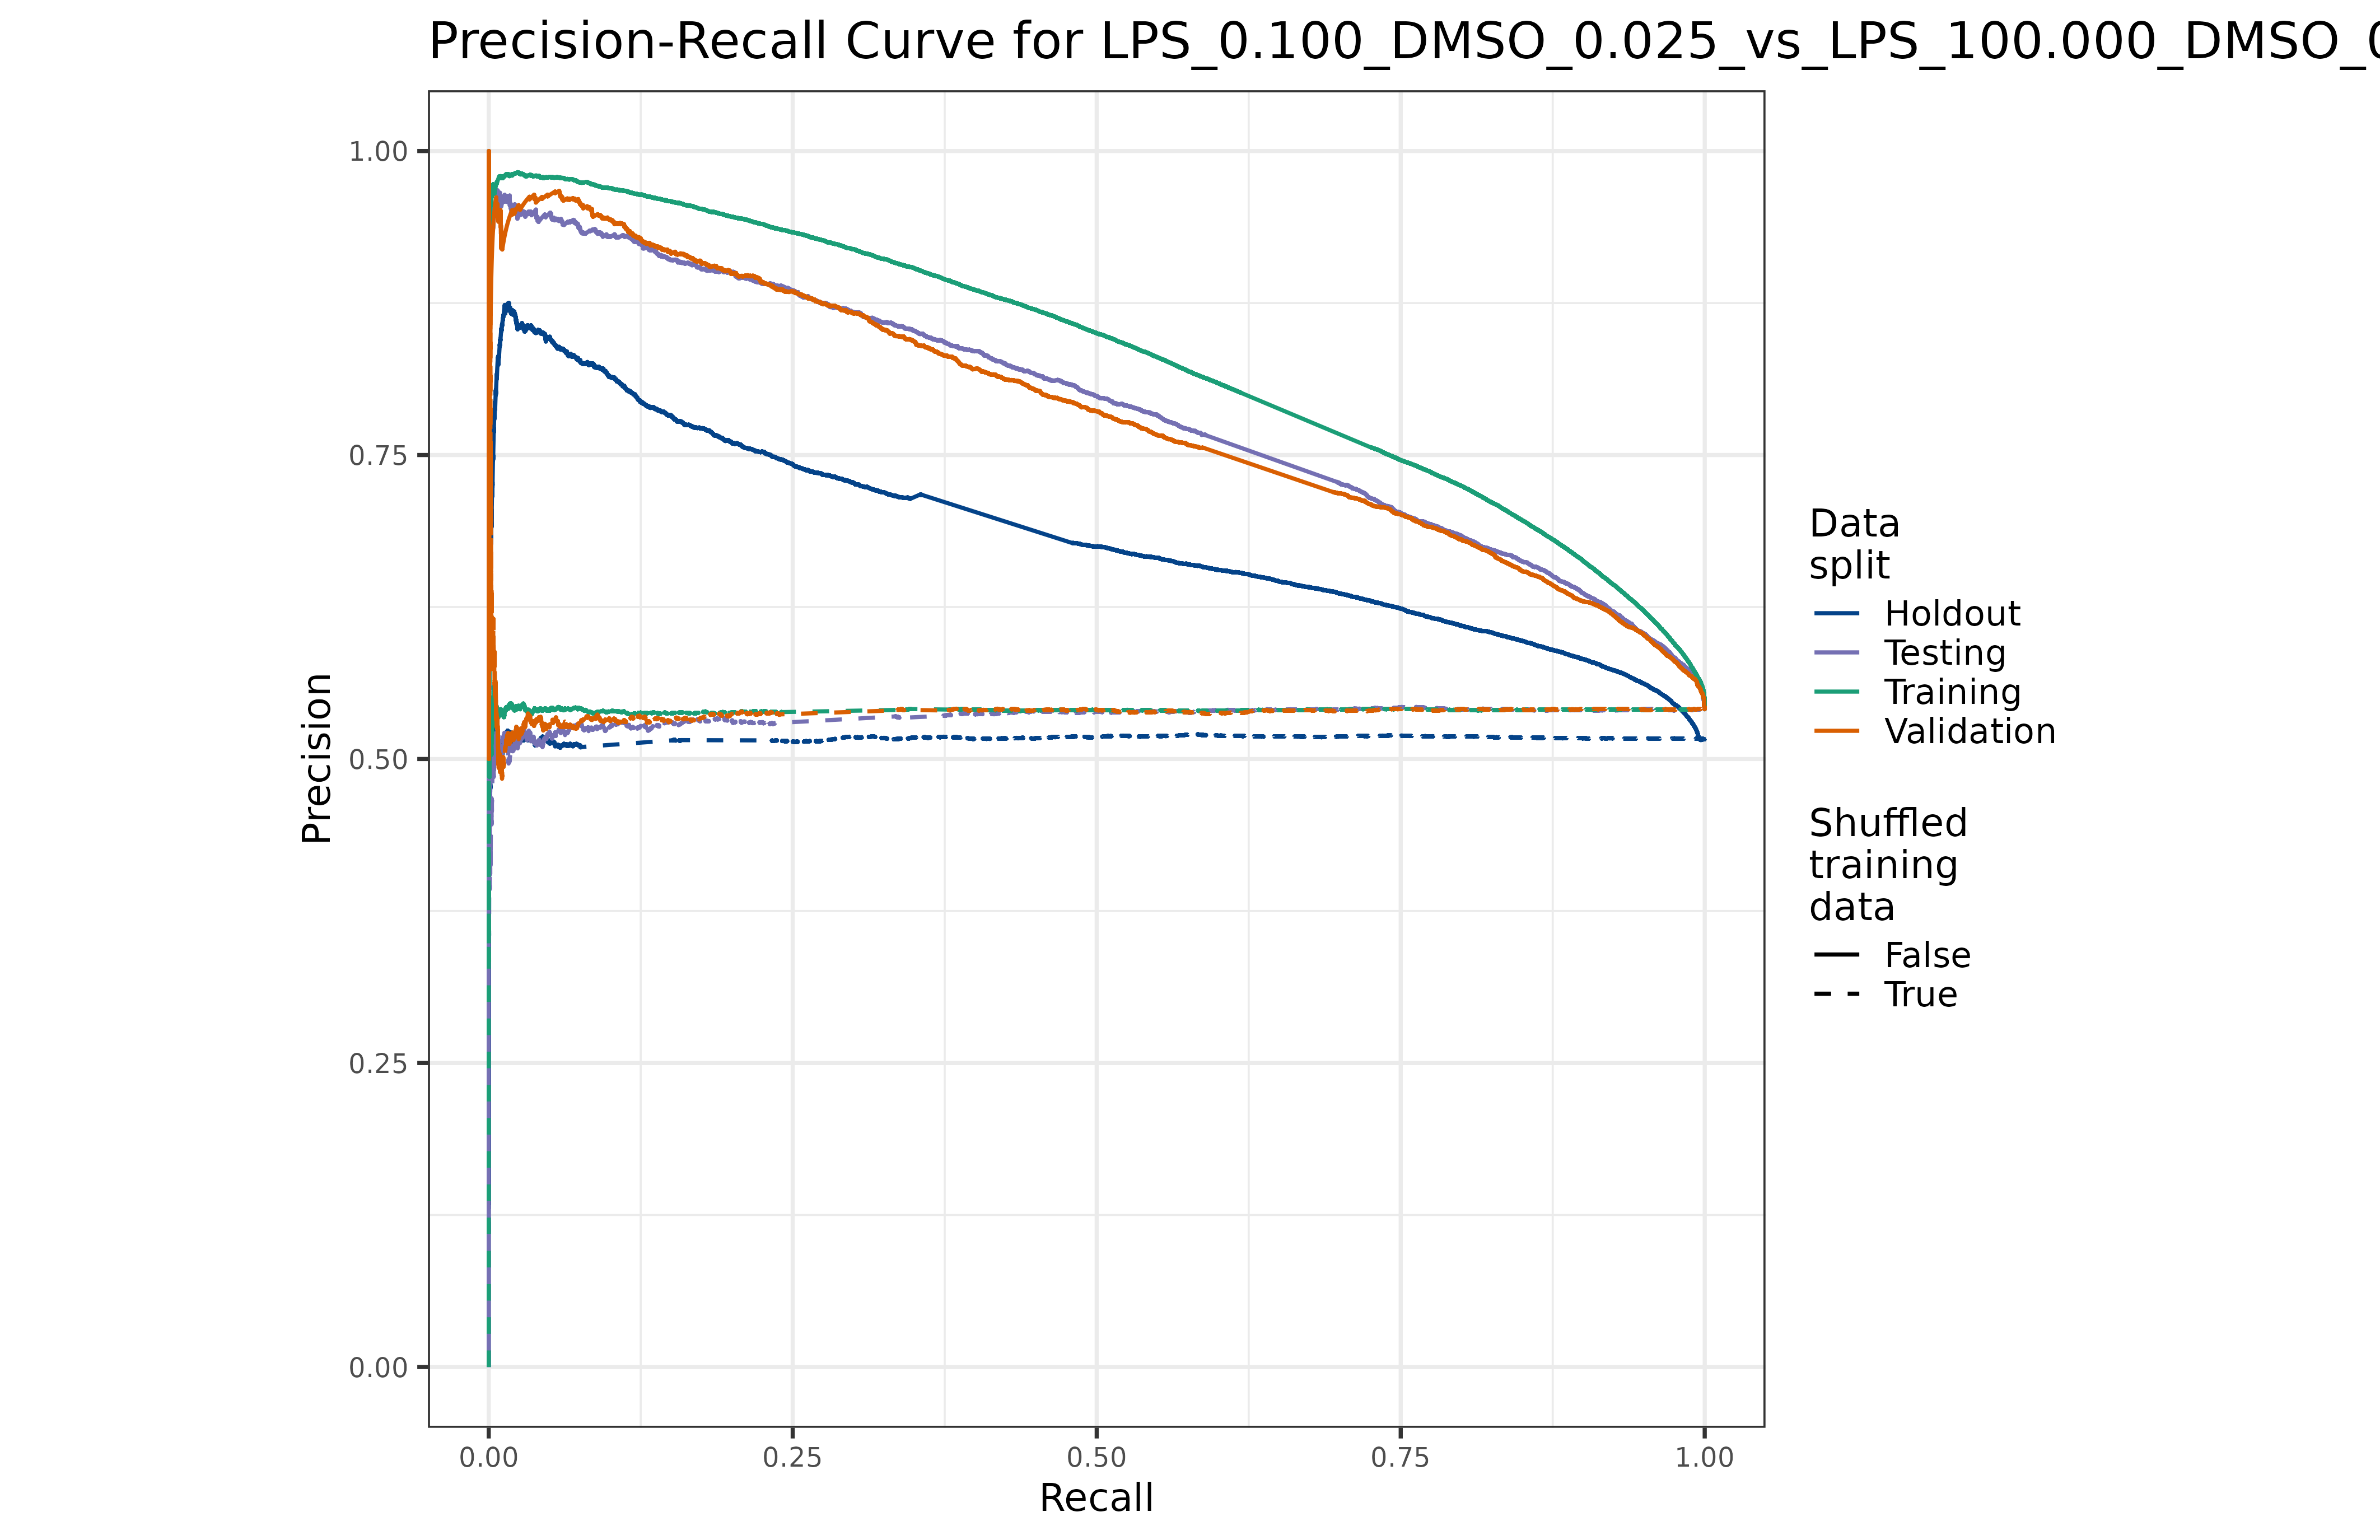 Precision-Recall Curve for LPS_0.100_DMSO_0.025_vs_LPS_100.000_DMSO_0
1.00
0.75
0.50
0.25
0.00
Precision
0.00
0.25
0.50
0.75
1.00
Recall
Data
split
Holdout
Testing
Training
Validation
Shuffled
training
data
False
True